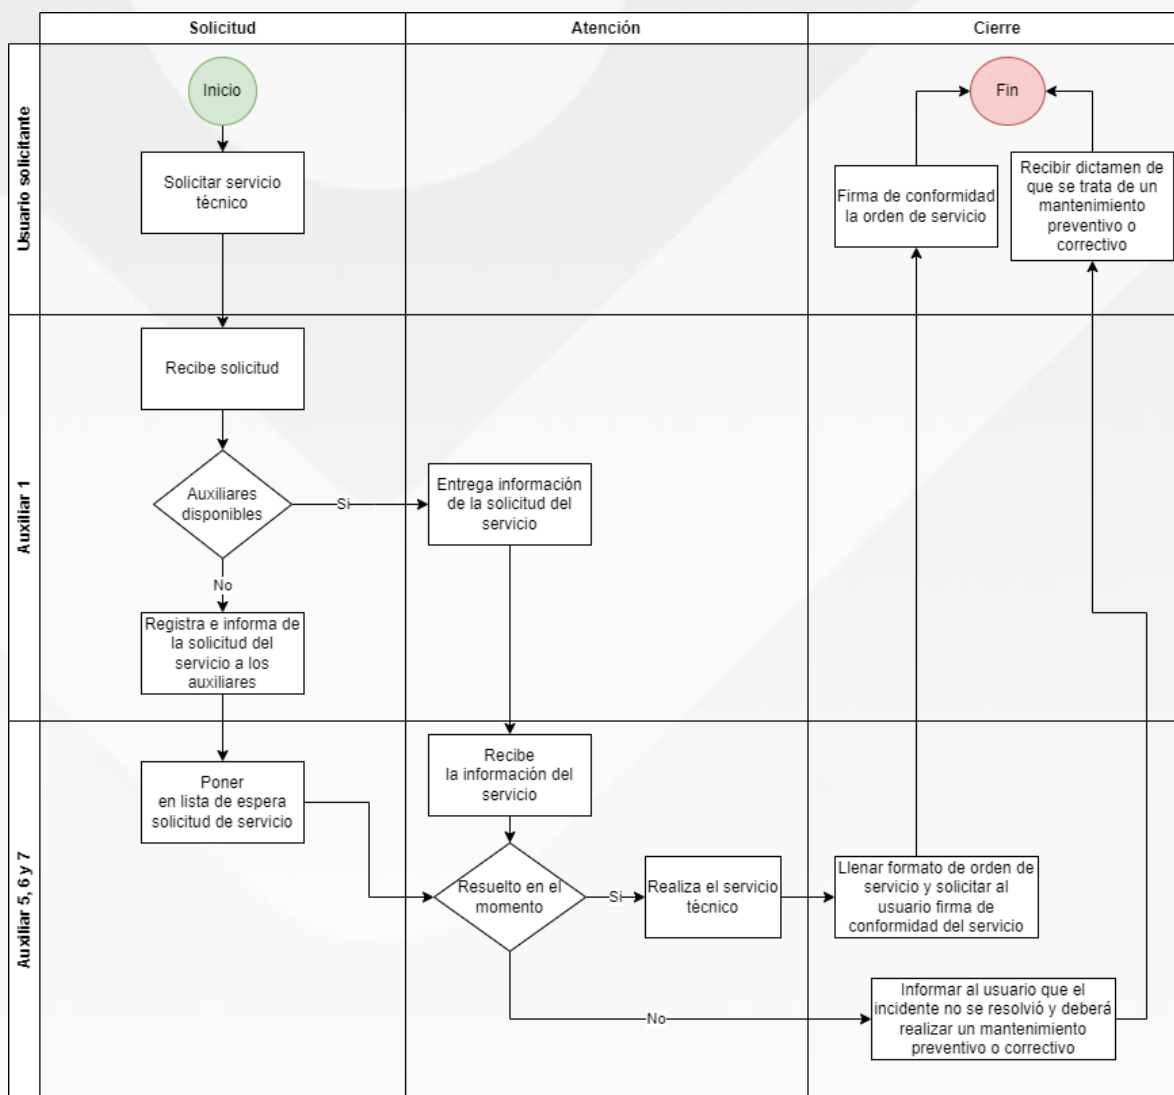 Solicitud
Atención
Cierre
Usuario solicitante
Inicio
Solicitar servicio
técnico
Fin
Firma de conformidad
la orden de servicio
Recibir dictamen de
que se trata de un
mantenimiento
preventivo o
correctivo
Auxiliar 1
Recibe solicitud
Auxiliares
disponibles
Si
Entrega información
de la solicitud del
servicio
No
Registra e informa de
la solicitud del
servicio a los
auxiliares
Auxiliar 5, 6 y 7
Poner
en lista de espera
solicitud de servicio
Recibe
la información del
servicio
Resuelto en el
momento
Si
Realiza el servicio
técnico
Llenar formato de orden de
servicio y solicitar al
usuario firma de
conformidad del servicio
No
Informar al usuario que el
incidente no se resolvió y deberá
realizar un mantenimiento
preventivo o correctivo